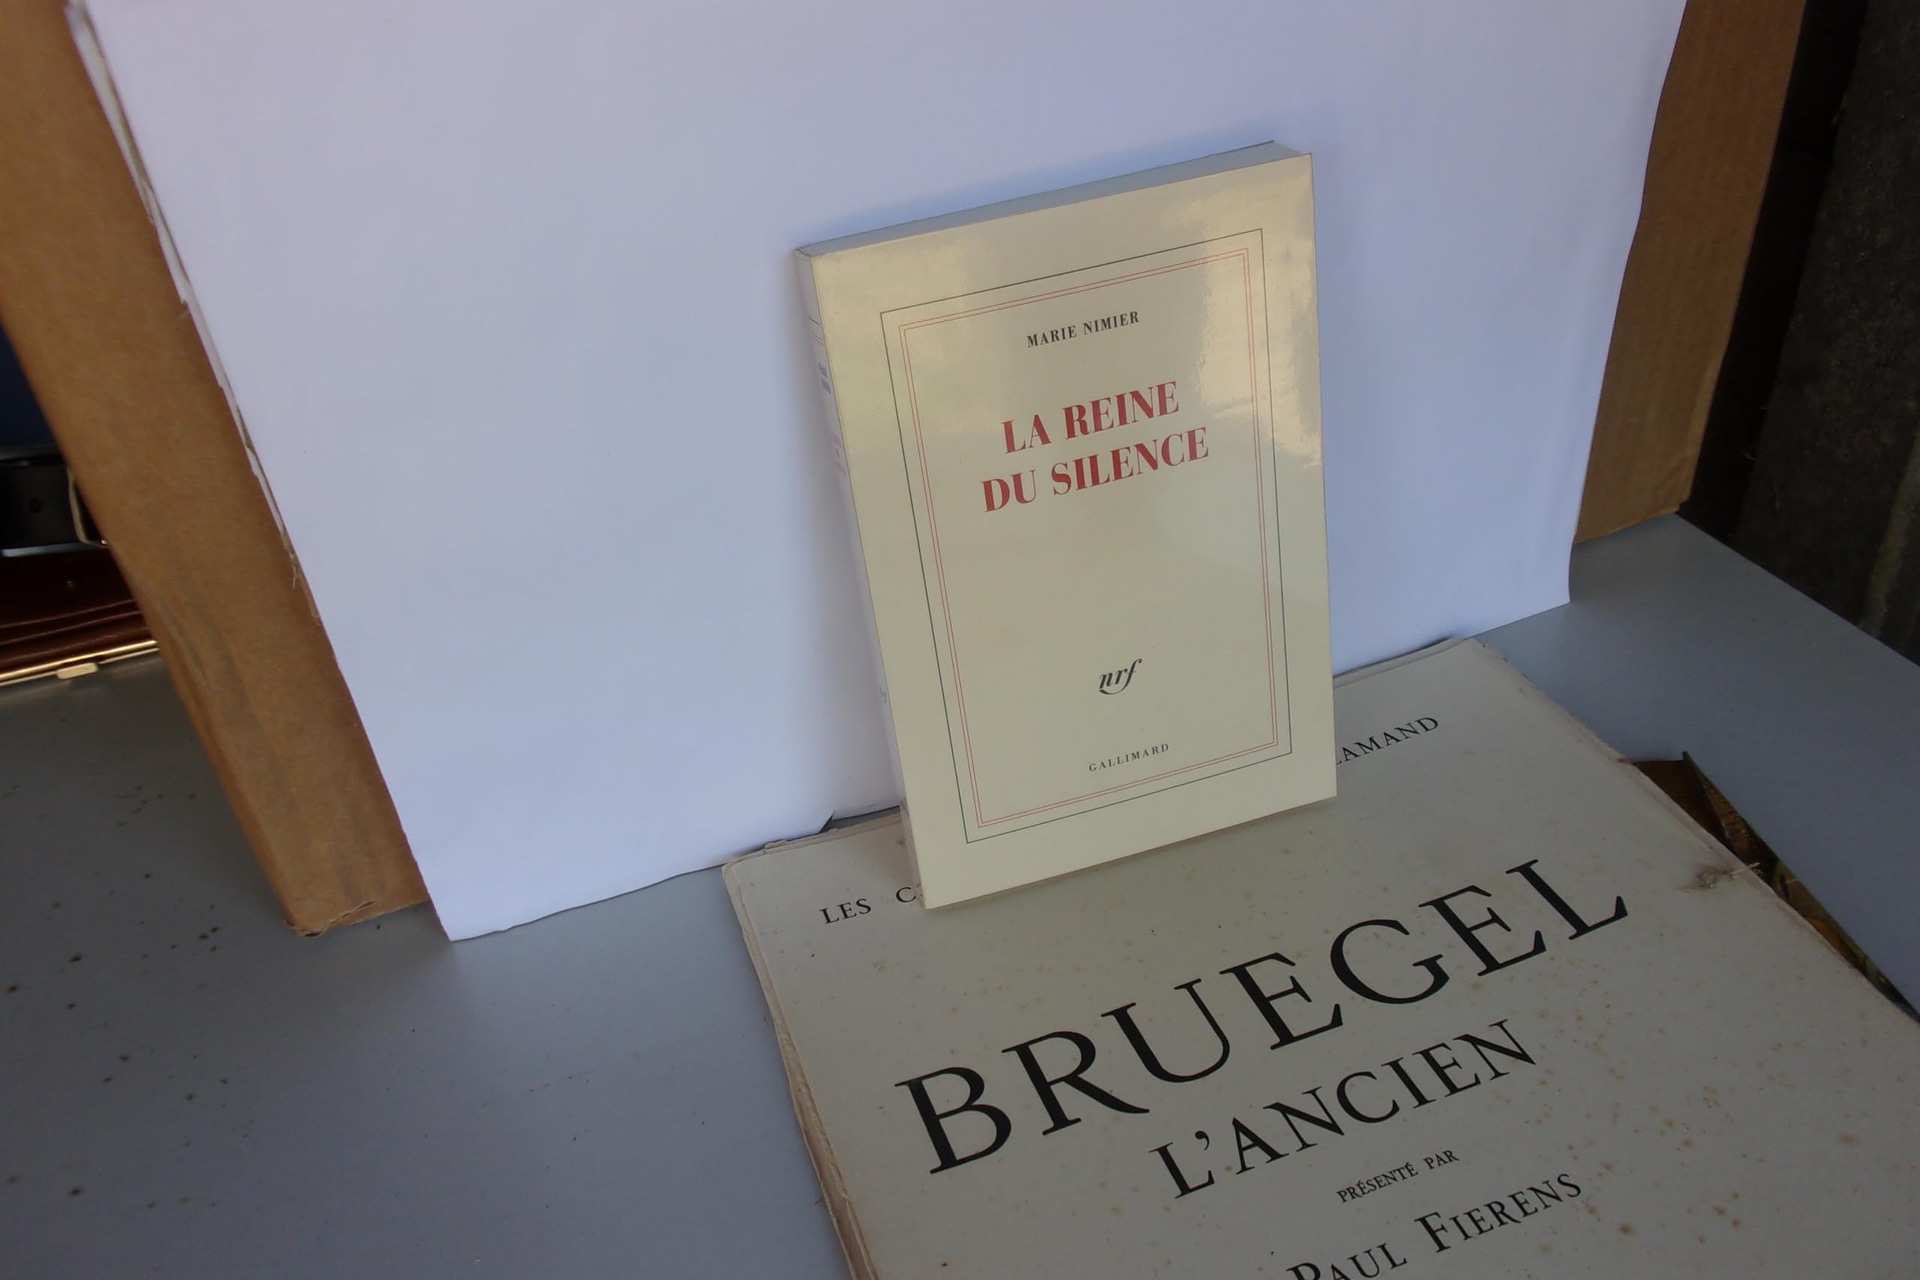 MARIE NIMIER
LA REINE
DU SILENCE
nrf
GALLIMARD
LES
BRUEGEL
L'ANCIEN
PRÉSENTÉ PAR
PAUL FIERENS